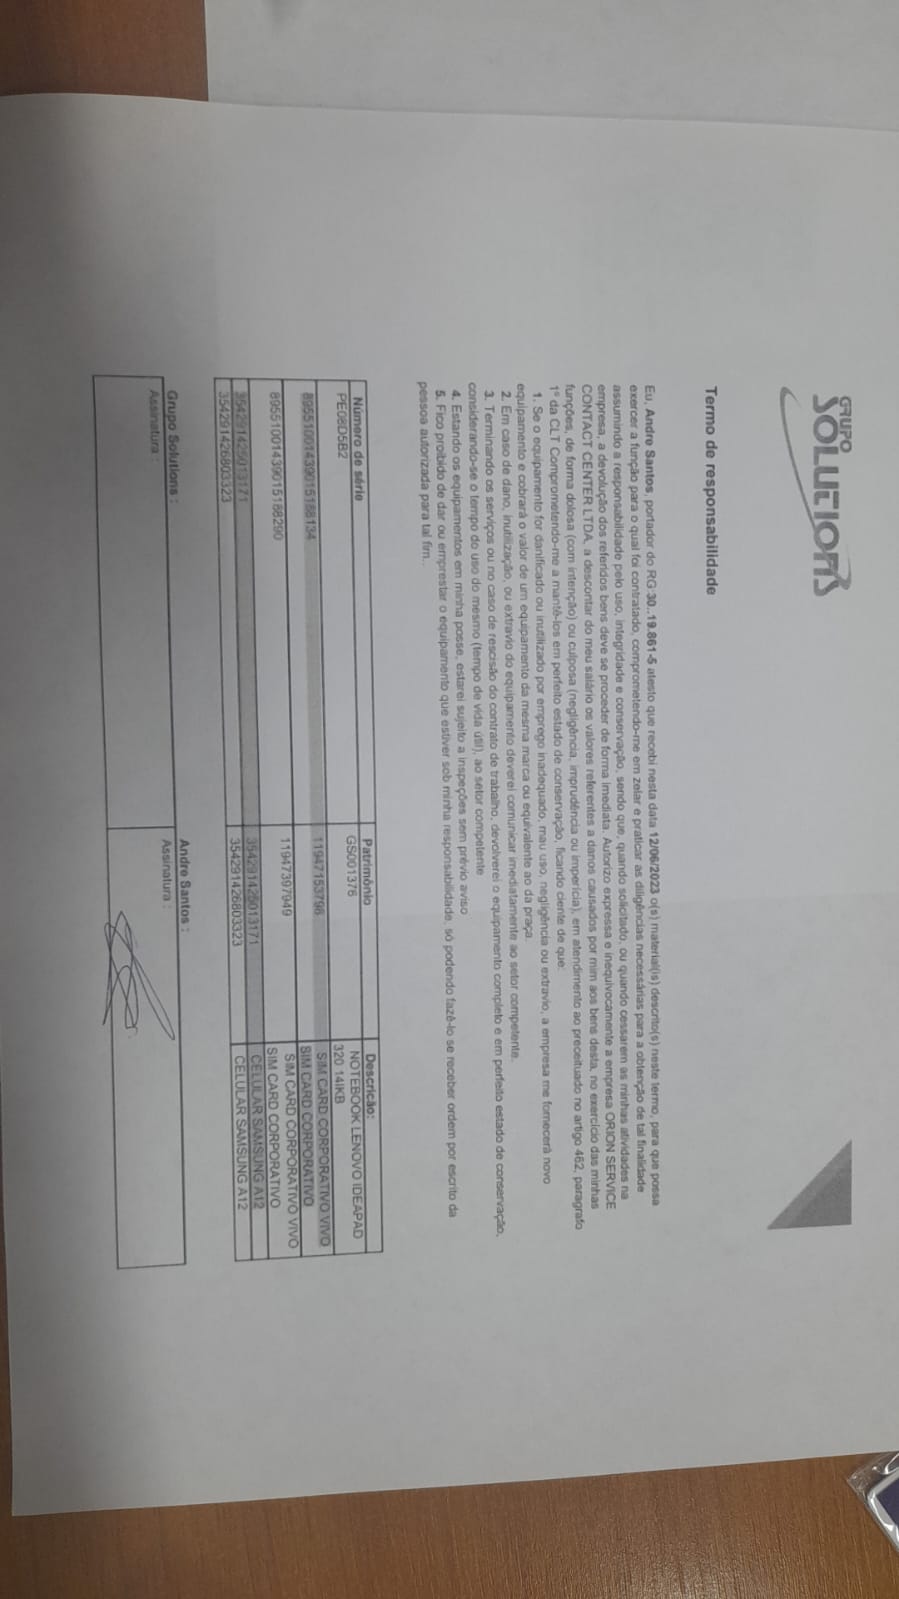 GRUPO
SOLUTIONS
Termo de responsabilidade
Eu, Andre Santos, portador do RG 30..19.861-5 atesto que recebi nesta data 12/06/2023 o(s) material(is) descrito(s) neste termo, para que possa
exercer a função para o qual foi contratado, comprometendo-me em zelar e praticar as diligências necessárias para a obtenção de tal finalidade
assumindo a responsabilidade pelo uso, integridade e conservação, sendo que, quando solicitado, ou quando cessarem as minhas atividades na
empresa, a devolução dos referidos bens deve se proceder de forma imediata. Autorizo expressa e inequivocamente a empresa ORION SERVICE
CONTACT CENTER LTDA, a descontar do meu salário os valores referentes a danos causados por mim aos bens desta, no exercício das minhas
funções, de forma dolosa (com intenção) ou culposa (negligência, imprudência ou imperícia), em atendimento ao preceituado no artigo 462, paragrafo
1º da CLT Comprometendo-me a mantê-los em perfeito estado de conservação, ficando ciente de que:
1. Se o equipamento for danificado ou inutilizado por emprego inadequado, mau uso, negligência ou extravio, a empresa me fornecerá novo
equipamento e cobrará o valor de um equipamento da mesma marca ou equivalente ao da praça.
2. Em caso de dano, inutilização, ou extravio do equipamento deverei comunicar imediatamente ao setor competente.
3. Terminando os serviços ou no caso de rescisão do contrato de trabalho, devolverei o equipamento completo e em perfeito estado de conservação,
considerando-se o tempo do uso do mesmo (tempo de vida útil), ao setor competente
4. Estando os equipamentos em minha posse, estarei sujeito a inspeções sem prévio aviso
5. Fico proibido de dar ou emprestar o equipamento que estiver sob minha responsabilidade, só podendo fazê-lo se receber ordem por escrito da
pessoa autorizada para tal fim.
Número de série Patrimônio Descrição:
PE08D5B2 GS001376 NOTEBOOK LENOVO IDEAPAD
320 14IKB
89551001439015188134 11947153796 SIM CARD CORPORATIVO VIVO
SIM CARD CORPORATIVO
89551001439015188290 11947397949 SIM CARD CORPORATIVO VIVO
SIM CARD CORPORATIVO
354291425013171 354291425013171 CELULAR SAMSUNG A12
354291426803323 354291426803323 CELULAR SAMSUNG A12
Grupo Solutions : Andre Santos :
Assinatura : Assinatura :